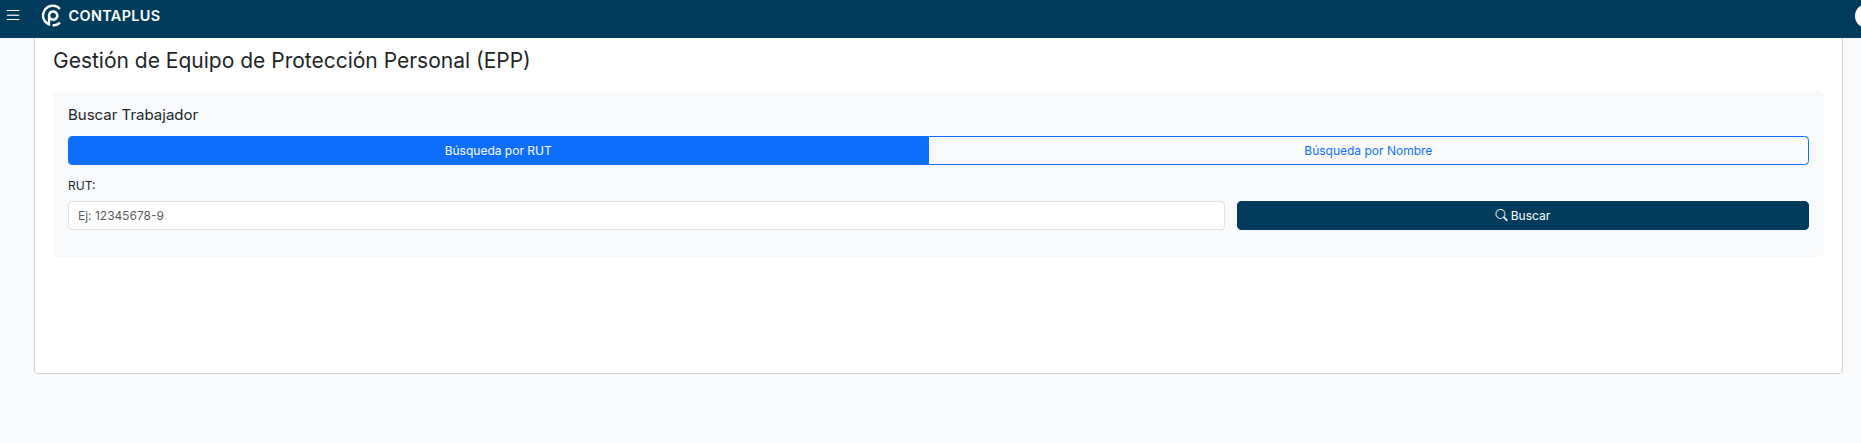 CONTAPLUS
Gestión de Equipo de Protección Personal (EPP)
Buscar Trabajador
Búsqueda por RUT
Búsqueda por Nombre
RUT:
Ej: 12345678-9
Buscar